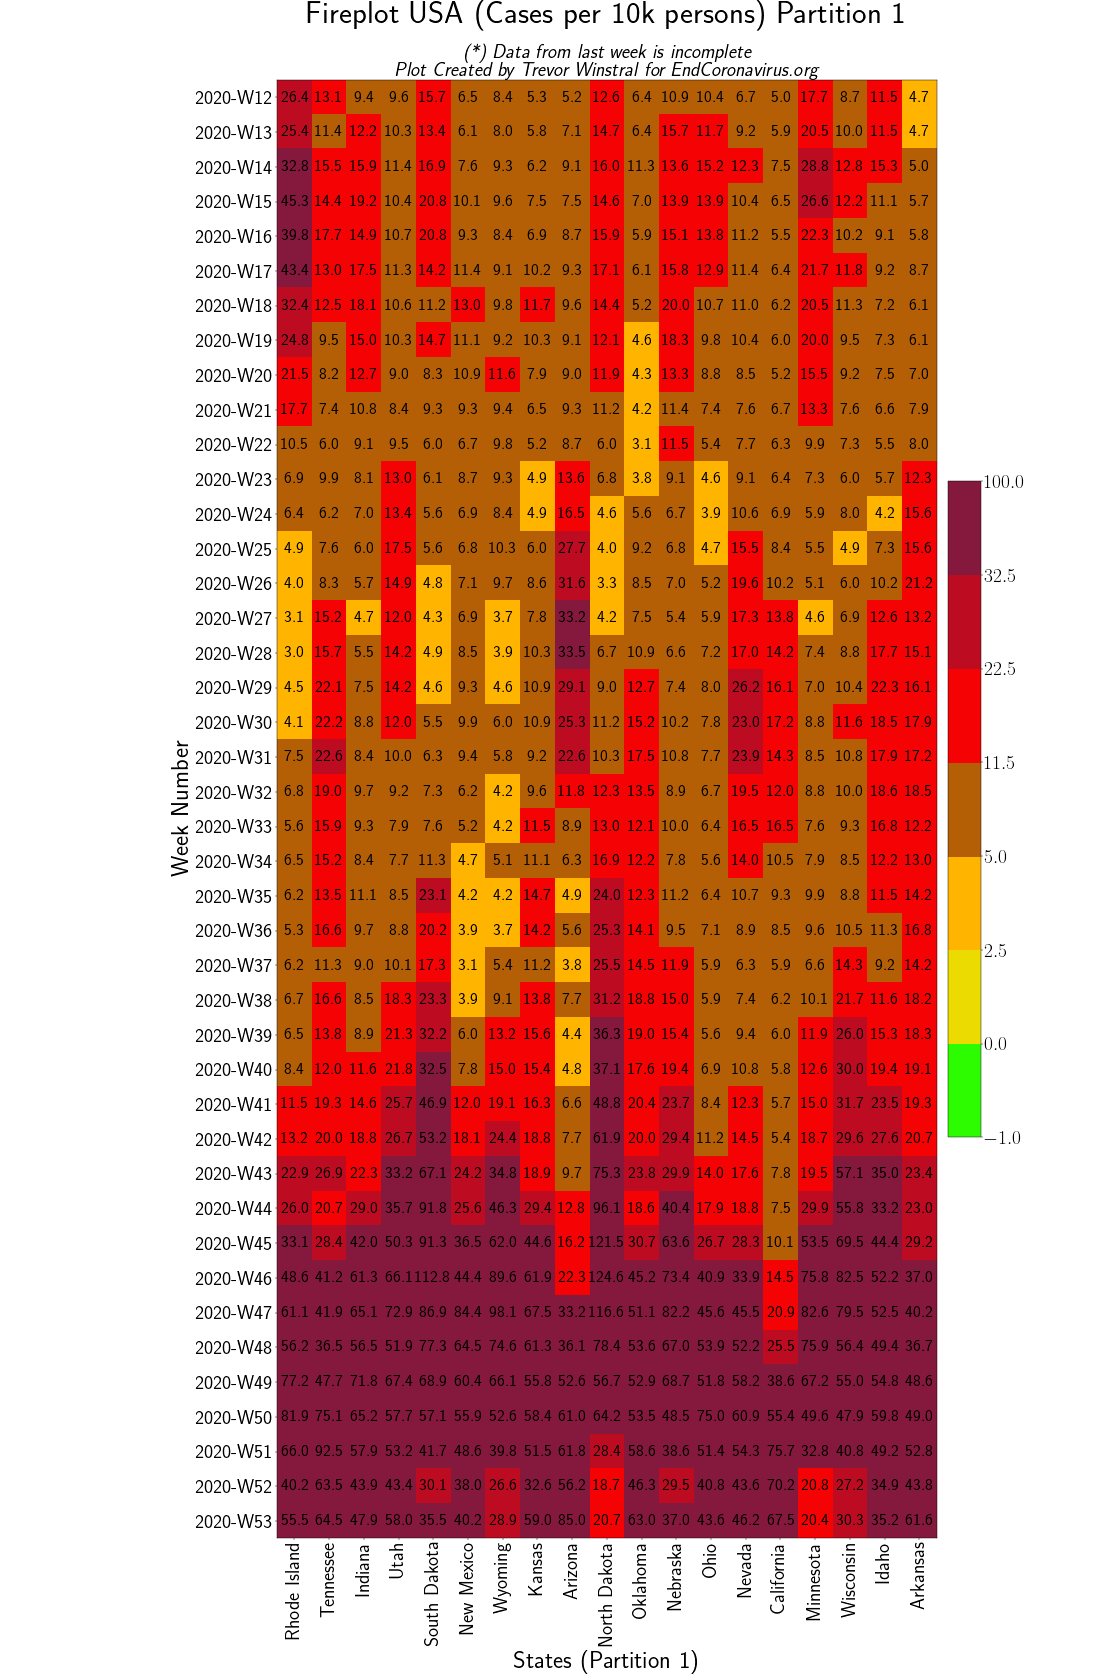 Fireplot USA (Cases per 10k persons) Partition 1
(*) Data from last week is incomplete
Plot Created by Trevor Winstral for EndCoronavirus.org
2020-W12 26.4 13.1 9.4 9.6 15.7 6.5 8.4 5.3 5.2 12.6 6.4 10.9 10.4 6.7 5.0 17.7 8.7 11.5 4.7
2020-W13 25.4 11.4 12.2 10.3 13.4 6.1 8.0 5.8 7.1 14.7 6.4 15.7 11.7 9.2 5.9 20.5 10.0 11.5 4.7
2020-W14 32.8 15.5 15.9 11.4 16.9 7.6 9.3 6.2 9.1 16.0 11.3 13.6 15.2 12.3 7.5 28.8 12.8 15.3 5.0
2020-W15 45.3 14.4 19.2 10.4 20.8 10.1 9.6 7.5 7.5 14.6 7.0 13.9 13.9 10.4 6.5 26.6 12.2 11.1 5.7
2020-W16 39.8 17.7 14.9 10.7 20.8 9.3 8.4 6.9 8.7 15.9 5.9 15.1 13.8 11.2 5.5 22.3 10.2 9.1 5.8
2020-W17 43.4 13.0 17.5 11.3 14.2 11.4 9.1 10.2 9.3 17.1 6.1 15.8 12.9 11.4 6.4 21.7 11.8 9.2 8.7
2020-W18 32.4 12.5 18.1 10.6 11.2 13.0 9.8 11.7 9.6 14.4 5.2 20.0 10.7 11.0 6.2 20.5 11.3 7.2 6.1
2020-W19 24.8 9.5 15.0 10.3 14.7 11.1 9.2 10.3 9.1 12.1 4.6 18.3 9.8 10.4 6.0 20.0 9.5 7.3 6.1
2020-W20 21.5 8.2 12.7 9.0 8.3 10.9 11.6 7.9 9.0 11.9 4.3 13.3 8.8 8.5 5.2 15.5 9.2 7.5 7.0
2020-W21 17.7 7.4 10.8 8.4 9.3 9.3 9.4 6.5 9.3 11.2 4.2 11.4 7.4 7.6 6.7 13.3 7.6 6.6 7.9
2020-W22 10.5 6.0 9.1 9.5 6.0 6.7 9.8 5.2 8.7 6.0 3.1 11.5 5.4 7.7 6.3 9.9 7.3 5.5 8.0
2020-W23 6.9 9.9 8.1 13.0 6.1 8.7 9.3 4.9 13.6 6.8 3.8 9.1 4.6 9.1 6.4 7.3 6.0 5.7 12.3
2020-W24 6.4 6.2 7.0 13.4 5.6 6.9 8.4 4.9 16.5 4.6 5.6 6.7 3.9 10.6 6.9 5.9 8.0 4.2 15.6
2020-W25 4.9 7.6 6.0 17.5 5.6 6.8 10.3 6.0 27.7 4.0 9.2 6.8 4.7 15.5 8.4 5.5 4.9 7.3 15.6
2020-W26 4.0 8.3 5.7 14.9 4.8 7.1 9.7 8.6 31.6 3.3 8.5 7.0 5.2 19.6 10.2 5.1 6.0 10.2 21.2
2020-W27 3.1 15.2 4.7 12.0 4.3 6.9 3.7 7.8 33.2 4.2 7.5 5.4 5.9 17.3 13.8 4.6 6.9 12.6 13.2
2020-W28 3.0 15.7 5.5 14.2 4.9 8.5 3.9 10.3 33.5 6.7 10.9 6.6 7.2 17.0 14.2 7.4 8.8 17.7 15.1
2020-W29 4.5 22.1 7.5 14.2 4.6 9.3 4.6 10.9 29.1 9.0 12.7 7.4 8.0 26.2 16.1 7.0 10.4 22.3 16.1
2020-W30 4.1 22.2 8.8 12.0 5.5 9.9 6.0 10.9 25.3 11.2 15.2 10.2 7.8 23.0 17.2 8.8 11.6 18.5 17.9
2020-W31 7.5 22.6 8.4 10.0 6.3 9.4 5.8 9.2 22.6 10.3 17.5 10.8 7.7 23.9 14.3 8.5 10.8 17.9 17.2
2020-W32 6.8 19.0 9.7 9.2 7.3 6.2 4.2 9.6 11.8 12.3 13.5 8.9 6.7 19.5 12.0 8.8 10.0 18.6 18.5
2020-W33 5.6 15.9 9.3 7.9 7.6 5.2 4.2 11.5 8.9 13.0 12.1 10.0 6.4 16.5 16.5 7.6 9.3 16.8 12.2
2020-W34 6.5 15.2 8.4 7.7 11.3 4.7 5.1 11.1 6.3 16.9 12.2 7.8 5.6 14.0 10.5 7.9 8.5 12.2 13.0
2020-W35 6.2 13.5 11.1 8.5 23.1 4.2 4.2 14.7 4.9 24.0 12.3 11.2 6.4 10.7 9.3 9.9 8.8 11.5 14.2
2020-W36 5.3 16.6 9.7 8.8 20.2 3.9 3.7 14.2 5.6 25.3 14.1 9.5 7.1 8.9 8.5 9.6 10.5 11.3 16.8
2020-W37 6.2 11.3 9.0 10.1 17.3 3.1 5.4 11.2 3.8 25.5 14.5 11.9 5.9 6.3 5.9 6.6 14.3 9.2 14.2
2020-W38 6.7 16.6 8.5 18.3 23.3 3.9 9.1 13.8 7.7 31.2 18.8 15.0 5.9 7.4 6.2 10.1 21.7 11.6 18.2
2020-W39 6.5 13.8 8.9 21.3 32.2 6.0 13.2 15.6 4.4 36.3 19.0 15.4 5.6 9.4 6.0 11.9 26.0 15.3 18.3
2020-W40 8.4 12.0 11.6 21.8 32.5 7.8 15.0 15.4 4.8 37.1 17.6 19.4 6.9 10.8 5.8 12.6 30.0 19.4 19.1
2020-W41 11.5 19.3 14.6 25.7 46.9 12.0 19.1 16.3 6.6 48.8 20.4 23.7 8.4 12.3 5.7 15.0 31.7 23.5 19.3
2020-W42 13.2 20.0 18.8 26.7 53.2 18.1 24.4 18.8 7.7 61.9 20.0 29.4 11.2 14.5 5.4 18.7 29.6 27.6 20.7
2020-W43 22.9 26.9 22.3 33.2 67.1 24.2 34.8 18.9 9.7 75.3 23.8 29.9 14.0 17.6 7.8 19.5 57.1 35.0 23.4
2020-W44 26.0 20.7 29.0 35.7 91.8 25.6 46.3 29.4 12.8 96.1 18.6 40.4 17.9 18.8 7.5 29.9 55.8 33.2 23.0
2020-W45 33.1 28.4 42.0 50.3 91.3 36.5 62.0 44.6 16.2 121.5 30.7 63.6 26.7 28.3 10.1 53.5 69.5 44.4 29.2
2020-W46 48.6 41.2 61.3 66.1 112.8 44.4 89.6 61.9 22.3 124.6 45.2 73.4 40.9 33.9 14.5 75.8 82.5 52.2 37.0
2020-W47 61.1 41.9 65.1 72.9 86.9 84.4 98.1 67.5 33.2 116.6 51.1 82.2 45.6 45.5 20.9 82.6 79.5 52.5 40.2
2020-W48 56.2 36.5 56.5 51.9 77.3 64.5 74.6 61.3 36.1 78.4 53.6 67.0 53.9 52.2 25.5 75.9 56.4 49.4 36.7
2020-W49 77.2 47.7 71.8 67.4 68.9 60.4 66.1 55.8 52.6 56.7 52.9 68.7 51.8 58.2 38.6 67.2 55.0 54.8 48.6
2020-W50 81.9 75.1 65.2 57.7 57.1 55.9 52.6 58.4 61.0 64.2 53.5 48.5 75.0 60.9 55.4 49.6 47.9 59.8 49.0
2020-W51 66.0 92.5 57.9 53.2 41.7 48.6 39.8 51.5 61.8 28.4 58.6 38.6 51.4 54.3 75.7 32.8 40.8 49.2 52.8
2020-W52 40.2 63.5 43.9 43.4 30.1 38.0 26.6 32.6 56.2 18.7 46.3 29.5 40.8 43.6 70.2 20.8 27.2 34.9 43.8
2020-W53 55.5 64.5 47.9 58.0 35.5 40.2 28.9 59.0 85.0 20.7 63.0 37.0 43.6 46.2 67.5 20.4 30.3 35.2 61.6
Week Number
Rhode Island
Tennessee
Indiana
Utah
South Dakota
New Mexico
Wyoming
Kansas
Arizona
North Dakota
Oklahoma
Nebraska
Ohio
Nevada
California
Minnesota
Wisconsin
Idaho
Arkansas
States (Partition 1)
100.0
32.5
22.5
11.5
5.0
2.5
0.0
−1.0